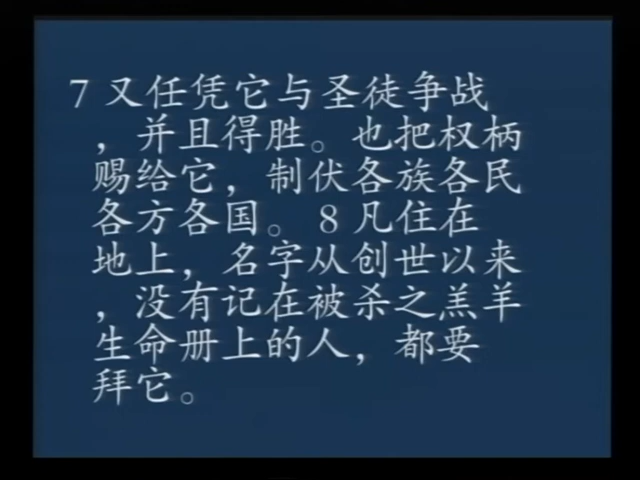 7 又任凭它与圣徒争战
，并且得胜。也把权柄
赐给它，制伏各族各民
各方各国。 8 凡住在
地上，名字从创世以来
，没有记在被杀之羔羊
生命册上的人，都要
拜它。